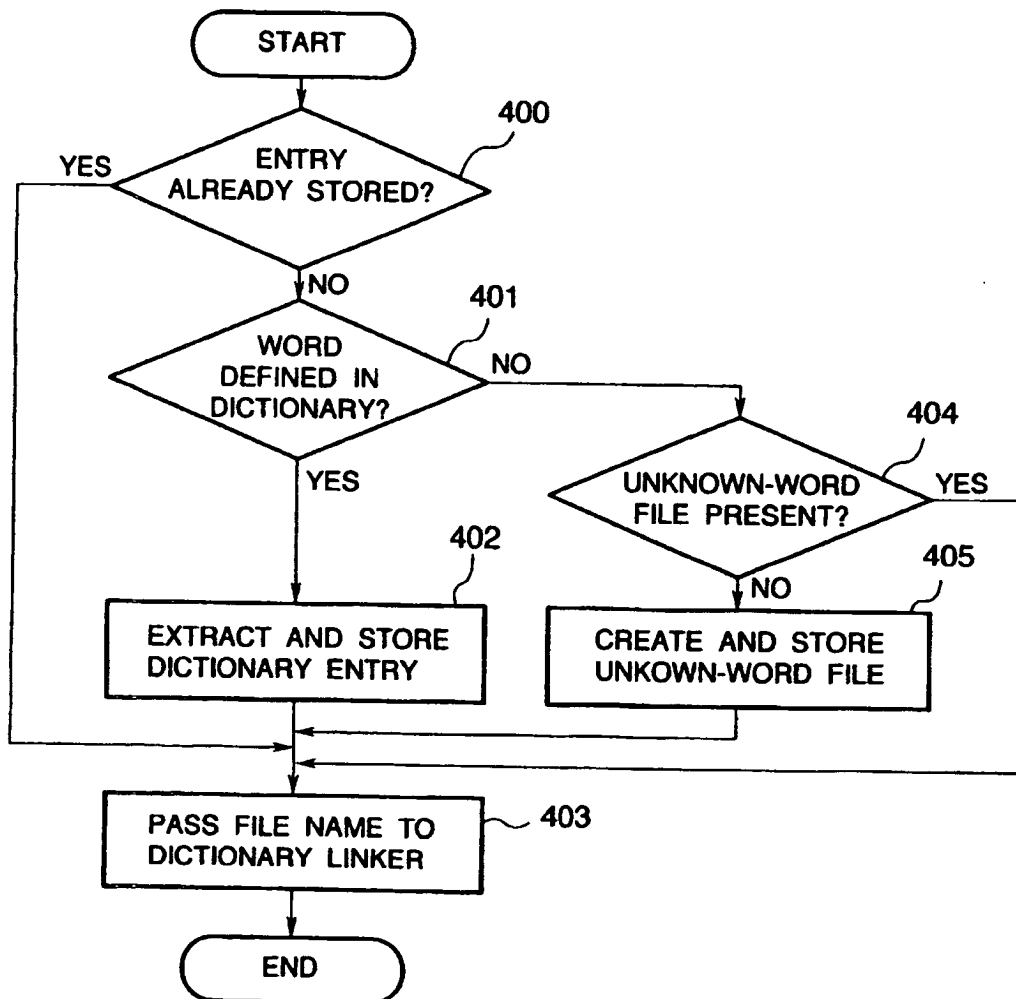 START
400
YES
ENTRY
ALREADY STORED?
NO
401
WORD
DEFINED IN
DICTIONARY?
NO
404
YES
UNKNOWN-WORD
FILE PRESENT?
YES
402
405
NO
EXTRACT AND STORE
DICTIONARY ENTRY
CREATE AND STORE
UNKOWN-WORD FILE
PASS FILE NAME TO
DICTIONARY LINKER
403
END